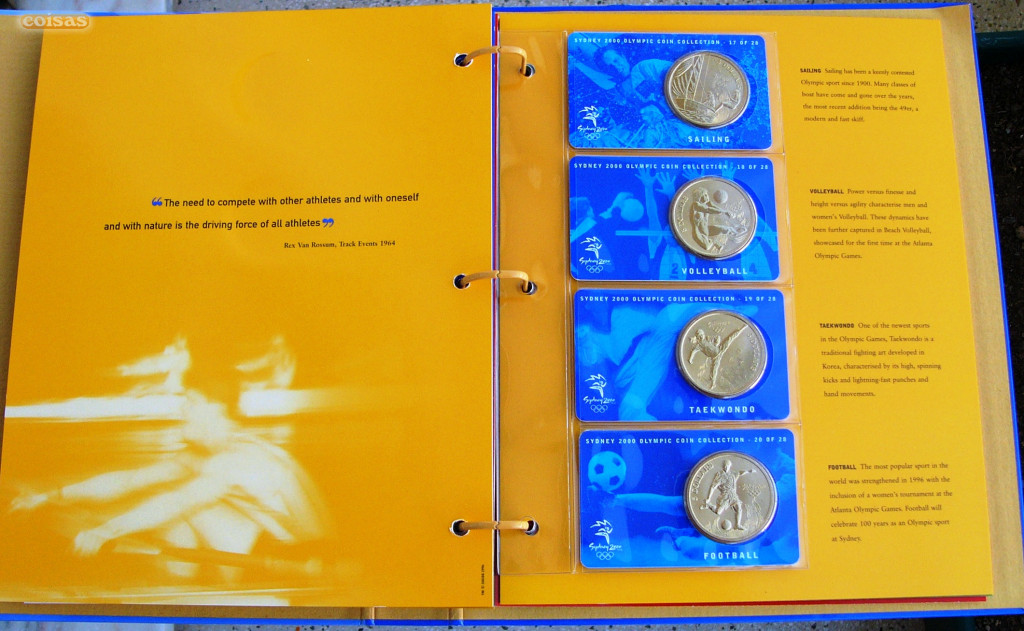 coisas
❝The need to compete with other athletes and with oneself
and with nature is the driving force of all athletes❞
Rex Van Rossum, Track Events 1964
SYDNEY 2000 OLYMPIC COIN COLLECTION - 17 OF 28
Sydney 2000
SAILING
SAILING Sailing has been a keenly contested
Olympic sport since 1900. Many classes of
boat have come and gone over the years,
the most recent addition being the 49er, a
modern and fast skiff.
SYDNEY 2000 OLYMPIC COIN COLLECTION - 18 OF 28
Sydney 2000
VOLLEYBALL
VOLLEYBALL Power versus finesse and
height versus agility characterise men and
women's Volleyball. These dynamics have
been further captured in Beach Volleyball,
showcased for the first time at the Atlanta
Olympic Games.
SYDNEY 2000 OLYMPIC COIN COLLECTION - 19 OF 28
Sydney 2000
TAEKWONDO
TAEKWONDO One of the newest sports
in the Olympic Games, Taekwondo is a
traditional fighting art developed in
Korea, characterised by its high, spinning
kicks and lightning-fast punches and
hand movements.
SYDNEY 2000 OLYMPIC COIN COLLECTION - 20 OF 28
Sydney 2000
FOOTBALL
FOOTBALL The most popular sport in the
world was strengthened in 1996 with the
inclusion of a women's tournament at the
Atlanta Olympic Games. Football will
celebrate 100 years as an Olympic sport
at Sydney.